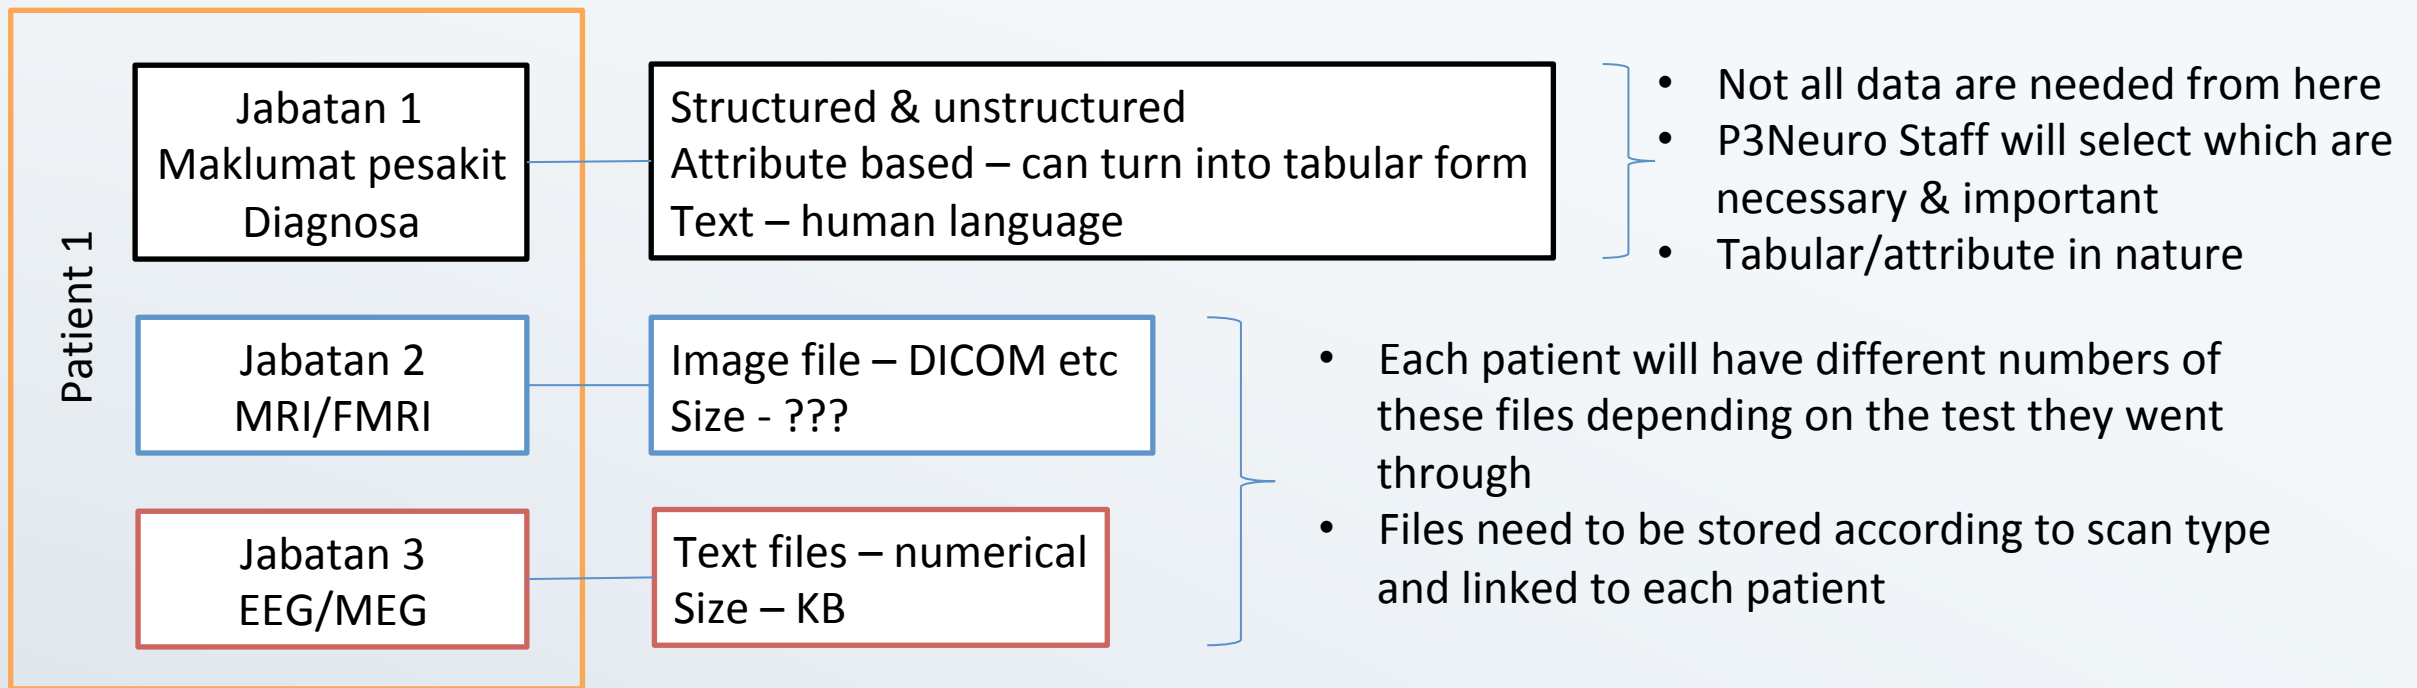 Patient 1
Jabatan 1
Maklumat pesakit
Diagnosa
Structured & unstructured
Attribute based – can turn into tabular form
Text – human language
• Not all data are needed from here
• P3Neuro Staff will select which are
necessary & important
• Tabular/attribute in nature
Jabatan 2
MRI/FMRI
Image file – DICOM etc
Size - ???
Jabatan 3
EEG/MEG
Text files – numerical
Size – KB
• Each patient will have different numbers of
these files depending on the test they went
through
• Files need to be stored according to scan type
and linked to each patient